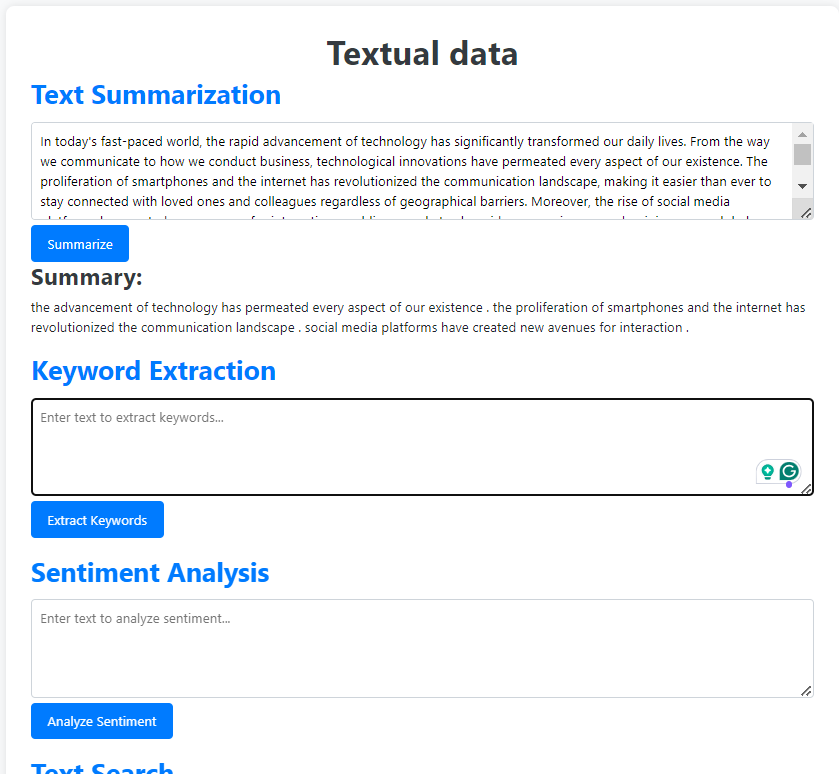 Textual data
Text Summarization
In today's fast-paced world, the rapid advancement of technology has significantly transformed our daily lives. From the way
we communicate to how we conduct business, technological innovations have permeated every aspect of our existence. The
proliferation of smartphones and the internet has revolutionized the communication landscape, making it easier than ever to
stay connected with loved ones and colleagues regardless of geographical barriers. Moreover, the rise of social media
Summarize
Summary:
the advancement of technology has permeated every aspect of our existence . the proliferation of smartphones and the internet has
revolutionized the communication landscape . social media platforms have created new avenues for interaction .
Keyword Extraction
Enter text to extract keywords...
Extract Keywords
Sentiment Analysis
Enter text to analyze sentiment...
Analyze Sentiment
Text Search